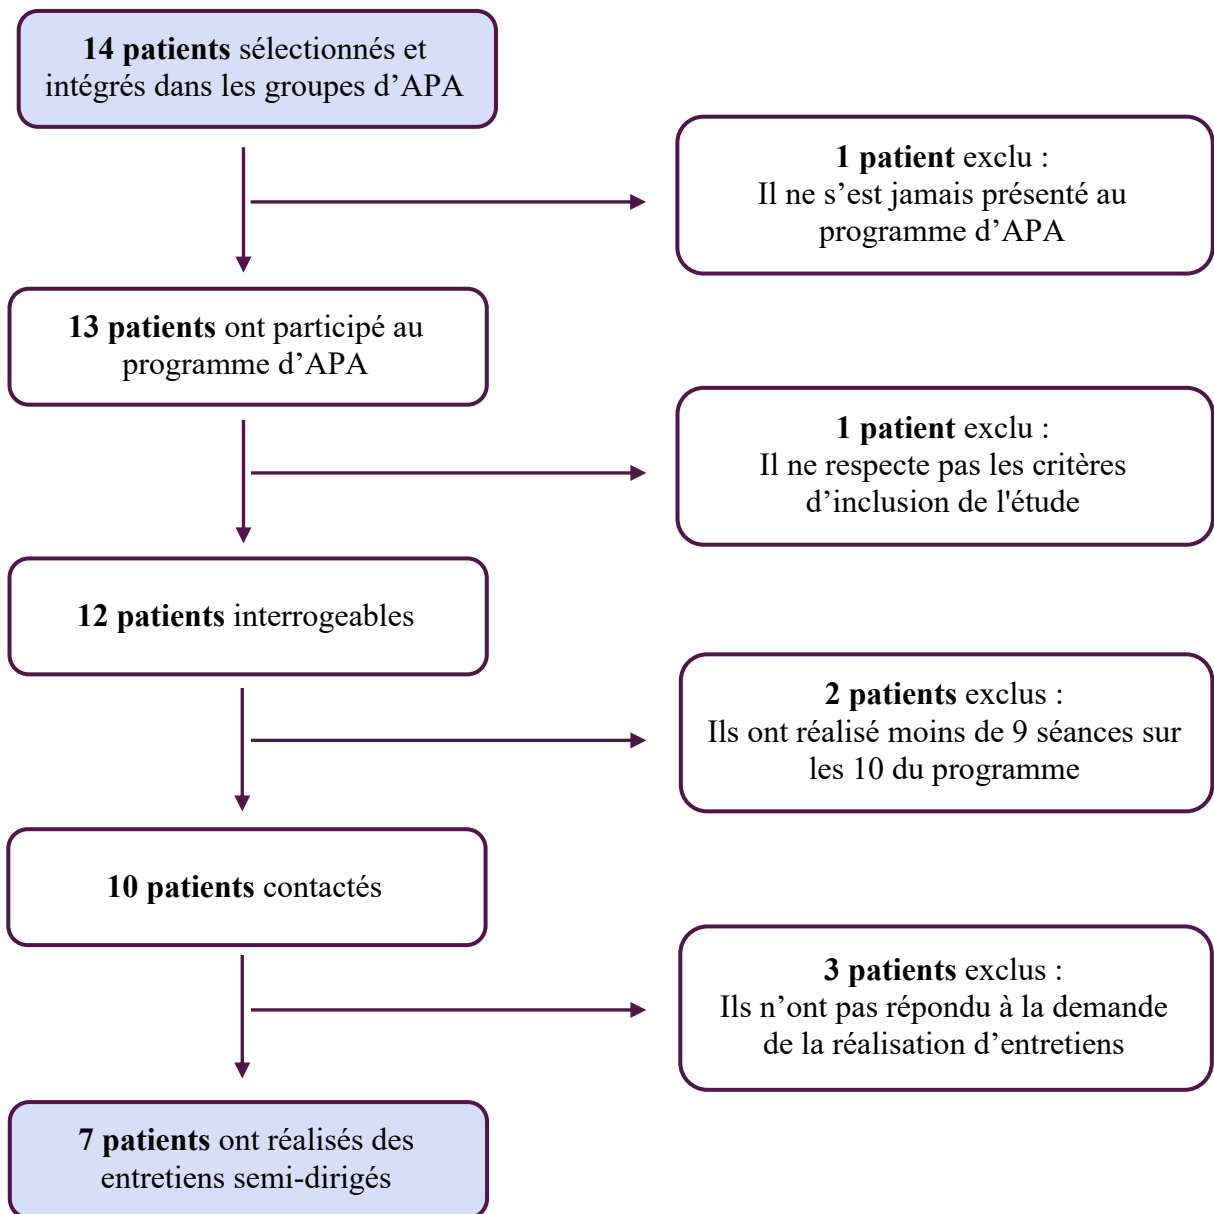 14 patients sélectionnés et
intégrés dans les groupes d’APA
1 patient exclu :
Il ne s’est jamais présenté au
programme d’APA
13 patients ont participé au
programme d’APA
1 patient exclu :
Il ne respecte pas les critères
d’inclusion de l'étude
12 patients interrogeables
2 patients exclus :
Ils ont réalisé moins de 9 séances sur
les 10 du programme
10 patients contactés
3 patients exclus :
Ils n’ont pas répondu à la demande
de la réalisation d’entretiens
7 patients ont réalisés des
entretiens semi-dirigés